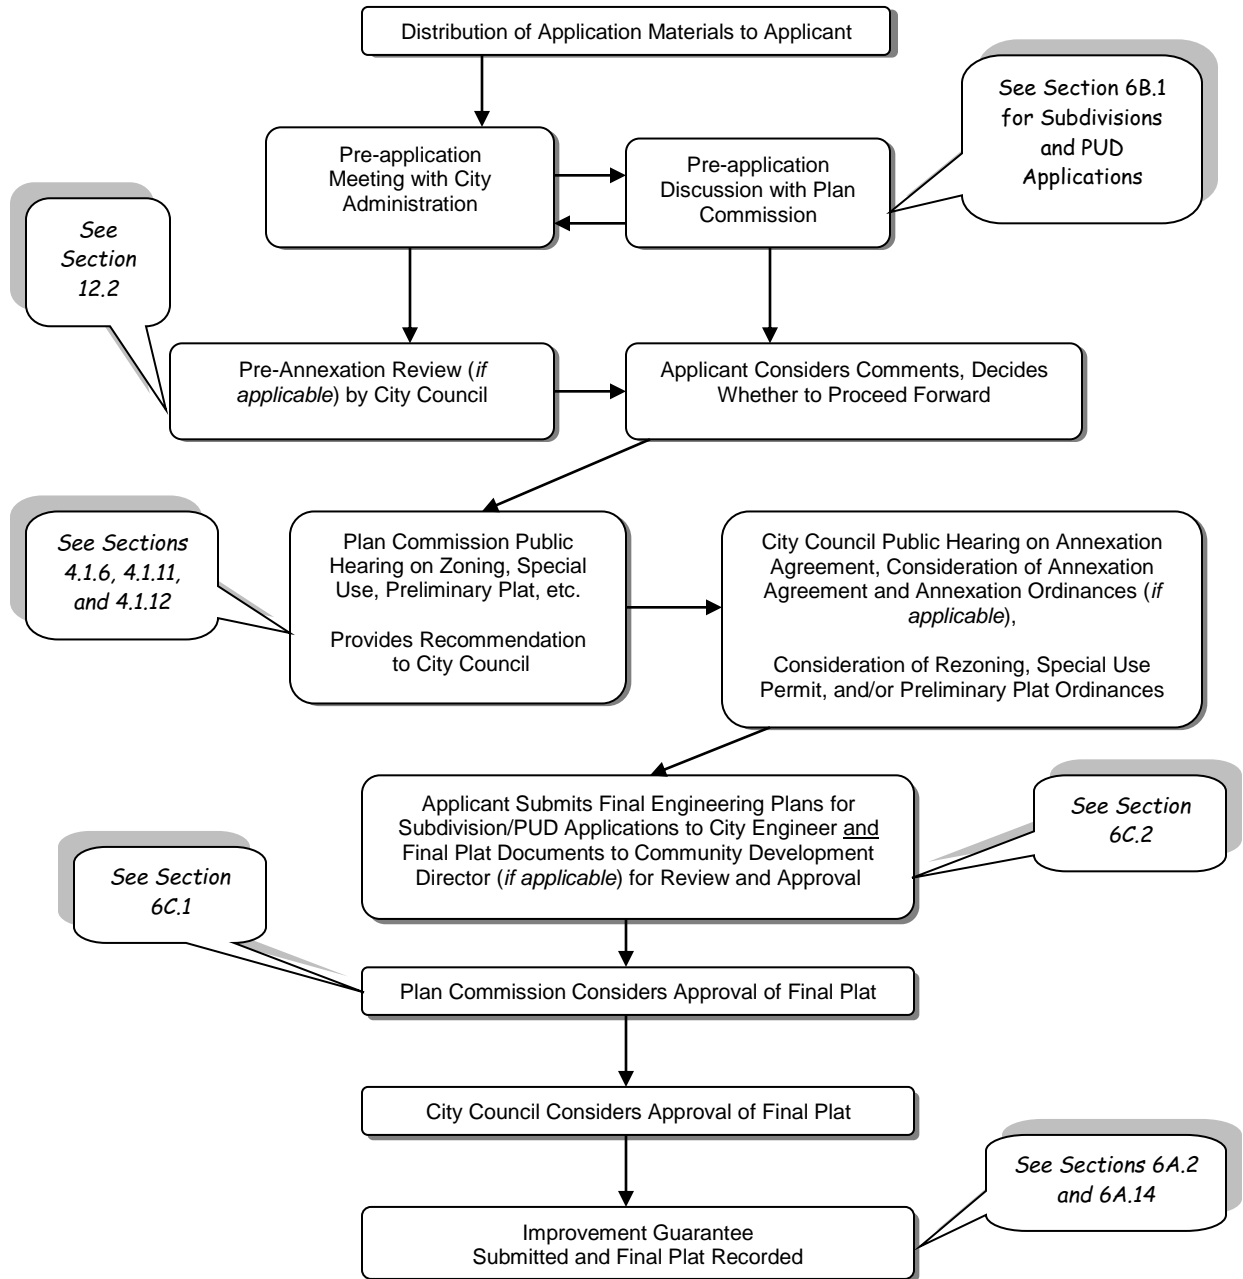 Distribution of Application Materials to Applicant
See Section 6B.1
for Subdivisions
and PUD
Applications
Pre-application
Meeting with City
Administration
Pre-application
Discussion with Plan
Commission
See
Section
12.2
Pre-Annexation Review (if
applicable) by City Council
Applicant Considers Comments, Decides
Whether to Proceed Forward
See Sections
4.1.6, 4.1.11,
and 4.1.12
Plan Commission Public
Hearing on Zoning, Special
Use, Preliminary Plat, etc.
Provides Recommendation
to City Council
City Council Public Hearing on Annexation
Agreement, Consideration of Annexation
Agreement and Annexation Ordinances (if
applicable),
Consideration of Rezoning, Special Use
Permit, and/or Preliminary Plat Ordinances
Applicant Submits Final Engineering Plans for
Subdivision/PUD Applications to City Engineer and
Final Plat Documents to Community Development
Director (if applicable) for Review and Approval
See Section
6C.2
See Section
6C.1
Plan Commission Considers Approval of Final Plat
City Council Considers Approval of Final Plat
See Sections 6A.2
and 6A.14
Improvement Guarantee
Submitted and Final Plat Recorded